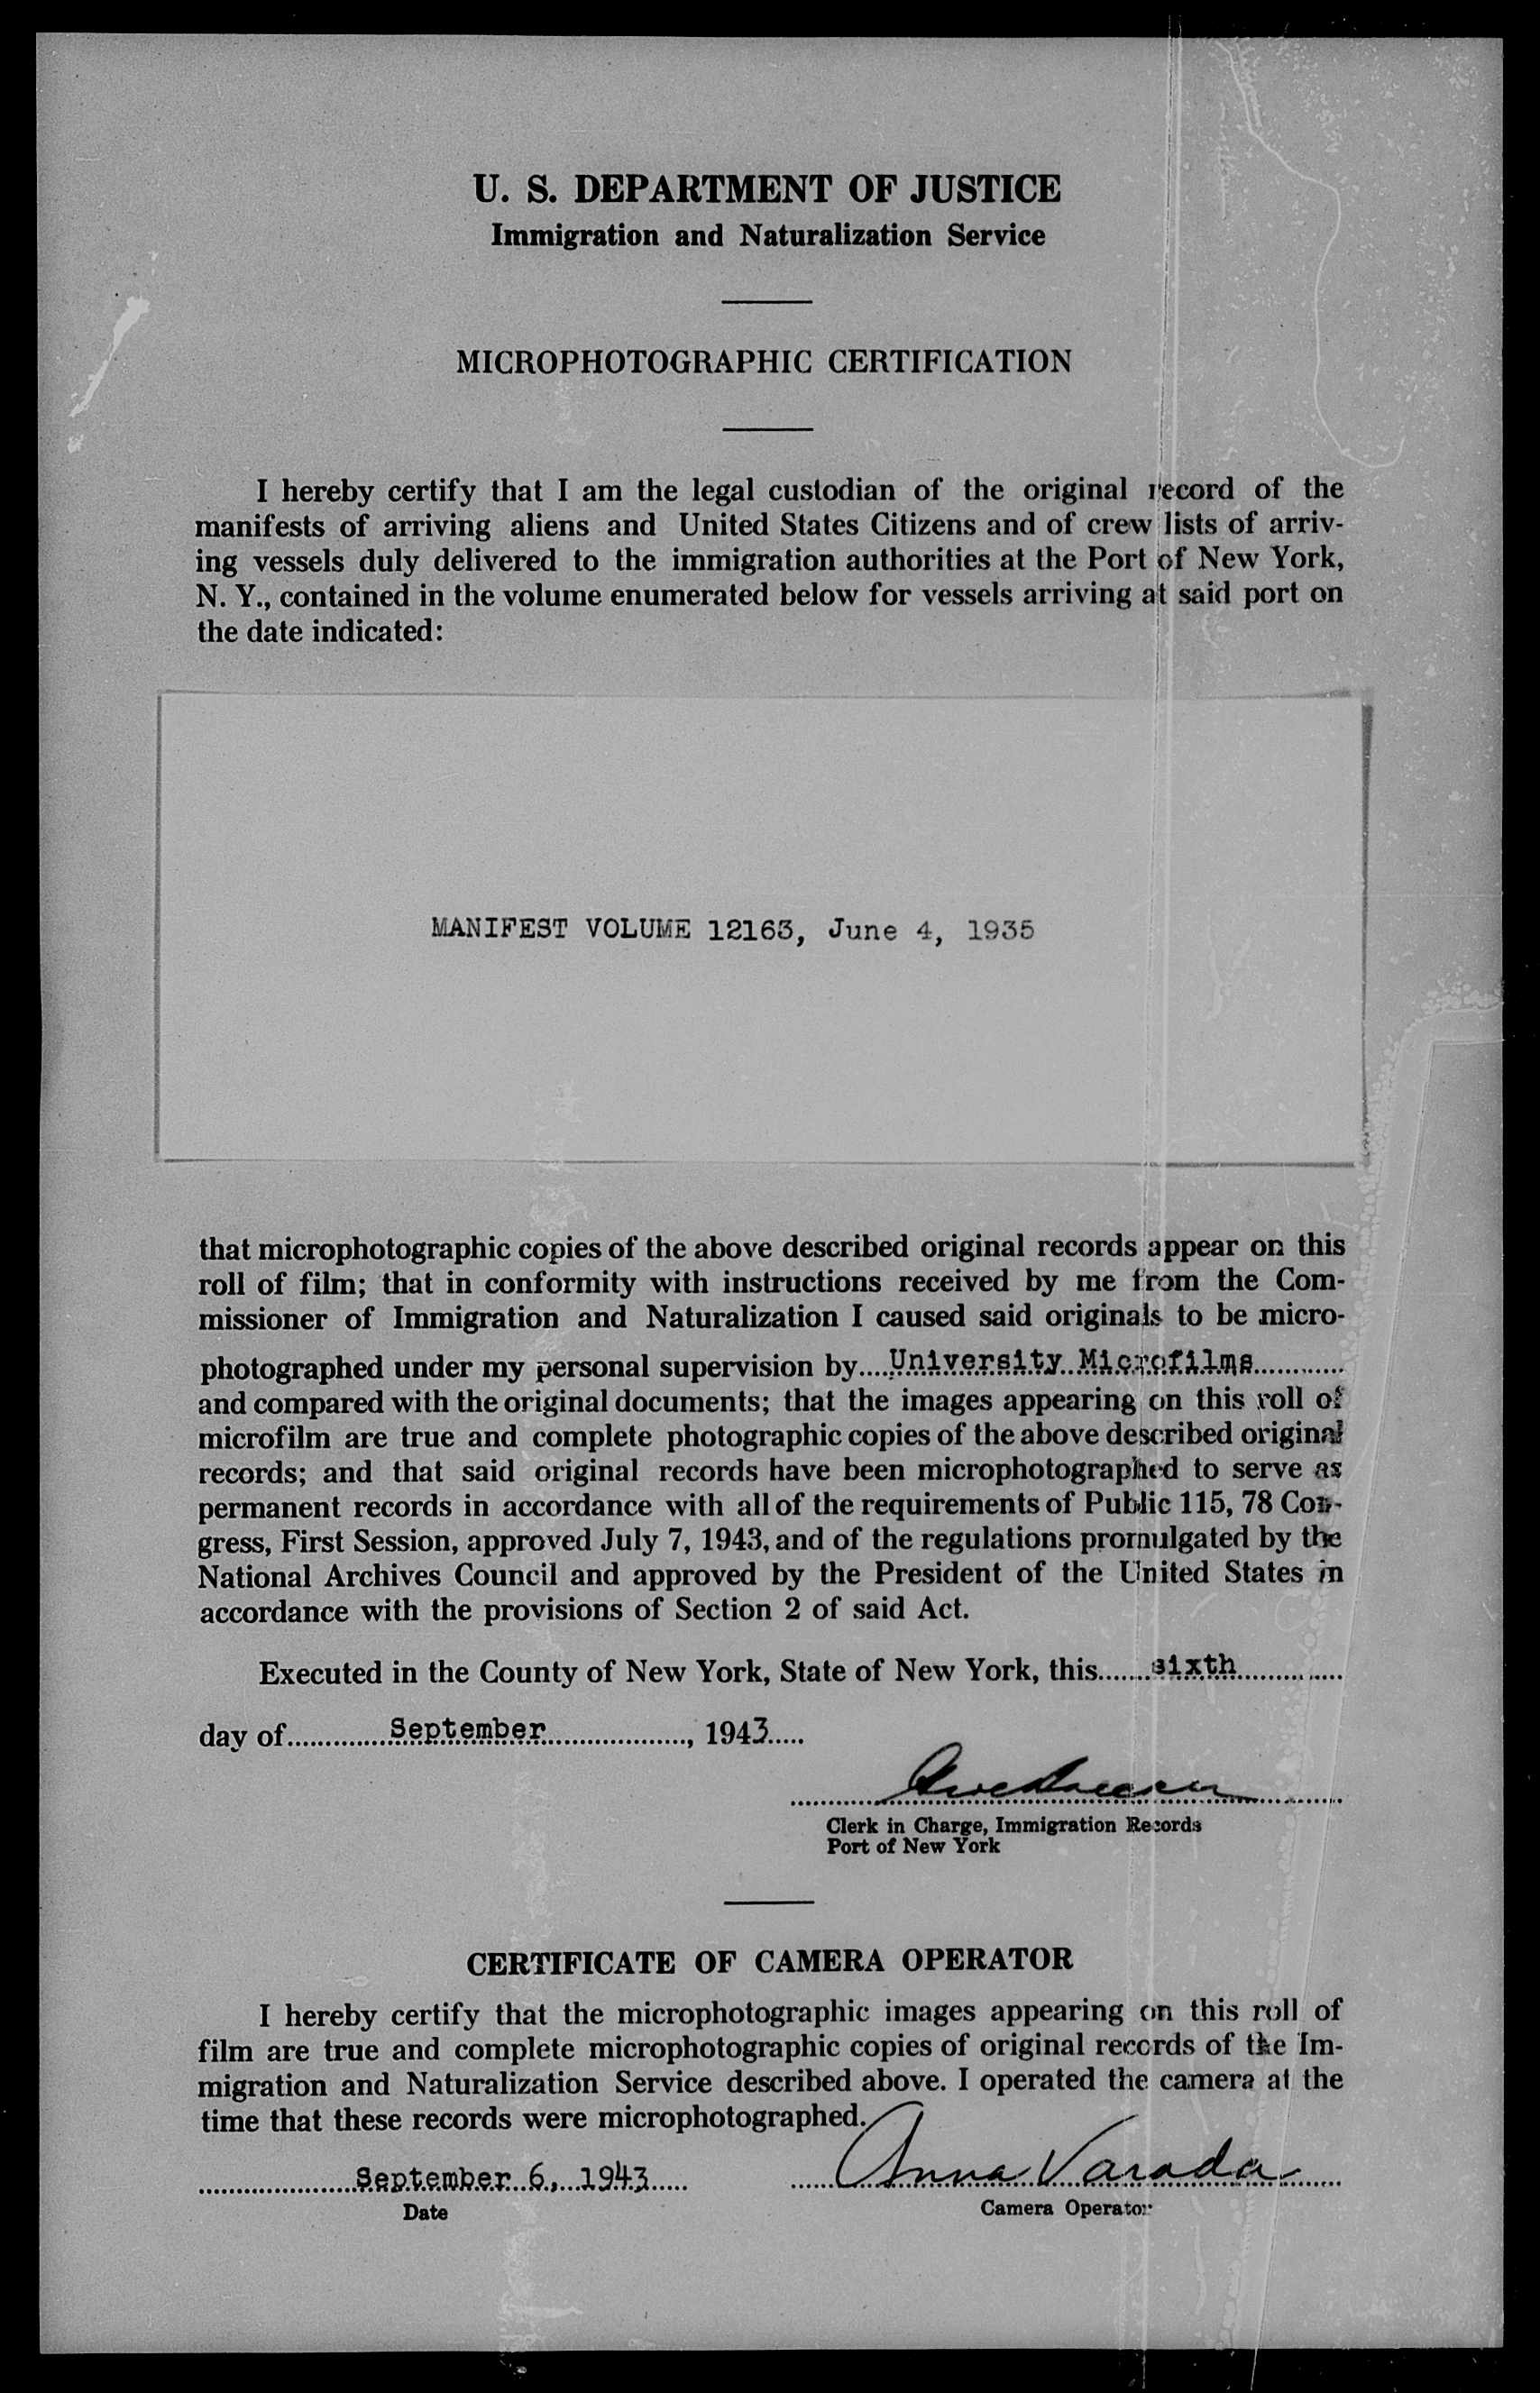 U. S. DEPARTMENT OF JUSTICE
Immigration and Naturalization Service
MICROPHOTOGRAPHIC CERTIFICATION
I hereby certify that I am the legal custodian of the original record of the
manifests of arriving aliens and United States Citizens and of crew lists of arriv-
ing vessels duly delivered to the immigration authorities at the Port of New York,
N. Y., contained in the volume enumerated below for vessels arriving at said port on
the date indicated:
MANIFEST VOLUME 12163, June 4, 1935
that microphotographic copies of the above described original records appear on this
roll of film; that in conformity with instructions received by me from the Com-
missioner of Immigration and Naturalization I caused said originals to be micro-
photographed under my personal supervision by....University Microfilms............
and compared with the original documents; that the images appearing on this roll of
microfilm are true and complete photographic copies of the above described original
records; and that said original records have been microphotographed to serve as
permanent records in accordance with all of the requirements of Public 115, 78 Con-
gress, First Session, approved July 7, 1943, and of the regulations promulgated by the
National Archives Council and approved by the President of the United States in
accordance with the provisions of Section 2 of said Act.
Executed in the County of New York, State of New York, this.......sixth..............
day of..............September..................., 1943.....
Clerk in Charge, Immigration Records
Port of New York
CERTIFICATE OF CAMERA OPERATOR
I hereby certify that the microphotographic images appearing on this roll of
film are true and complete microphotographic copies of original records of the Im-
migration and Naturalization Service described above. I operated the camera at the
time that these records were microphotographed.
September 6, 1943 Anna Varada
Date Camera Operator